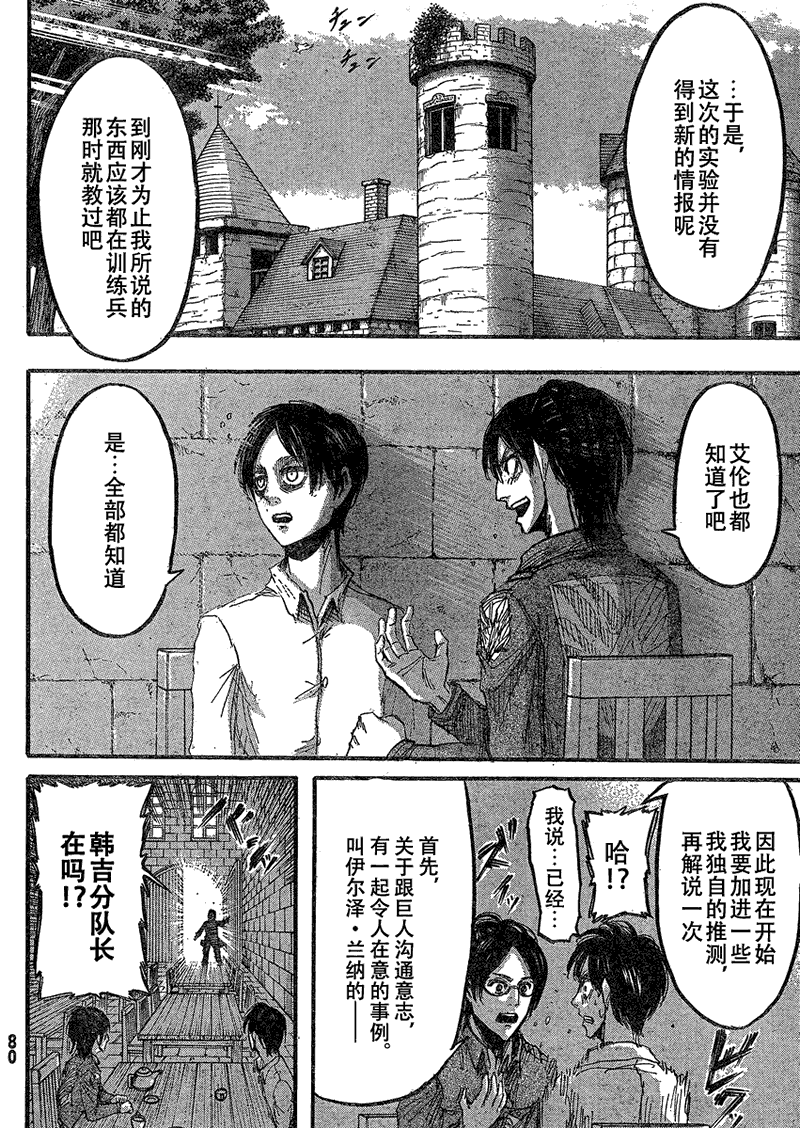 …于是，
这次的实验并没有
得到新的情报呢
チュン
チュン
到刚才为止我所说的
东西应该都在训练兵
那时就教过吧
艾伦也都
知道了吧
是…全部都知道
因此现在开始
我要加进一些
我独自的推测，
再解说一次
哈!?
我说…已经…
首先，
关于跟巨人沟通意志，
有一起令人在意的事例。
叫伊尔泽·兰纳的——
韩吉分队长
在吗!?
80